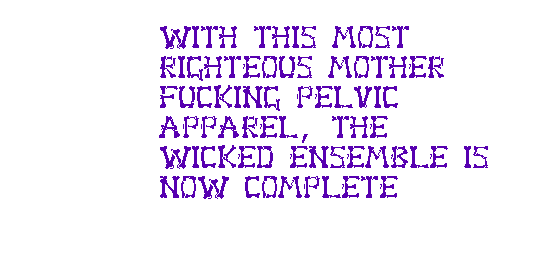 WITH THIS MOST
RIGHTEOUS MOTHER
FUCKING PELVIC
APPAREL, THE
WICKED ENSEMBLE IS
NOW COMPLETE